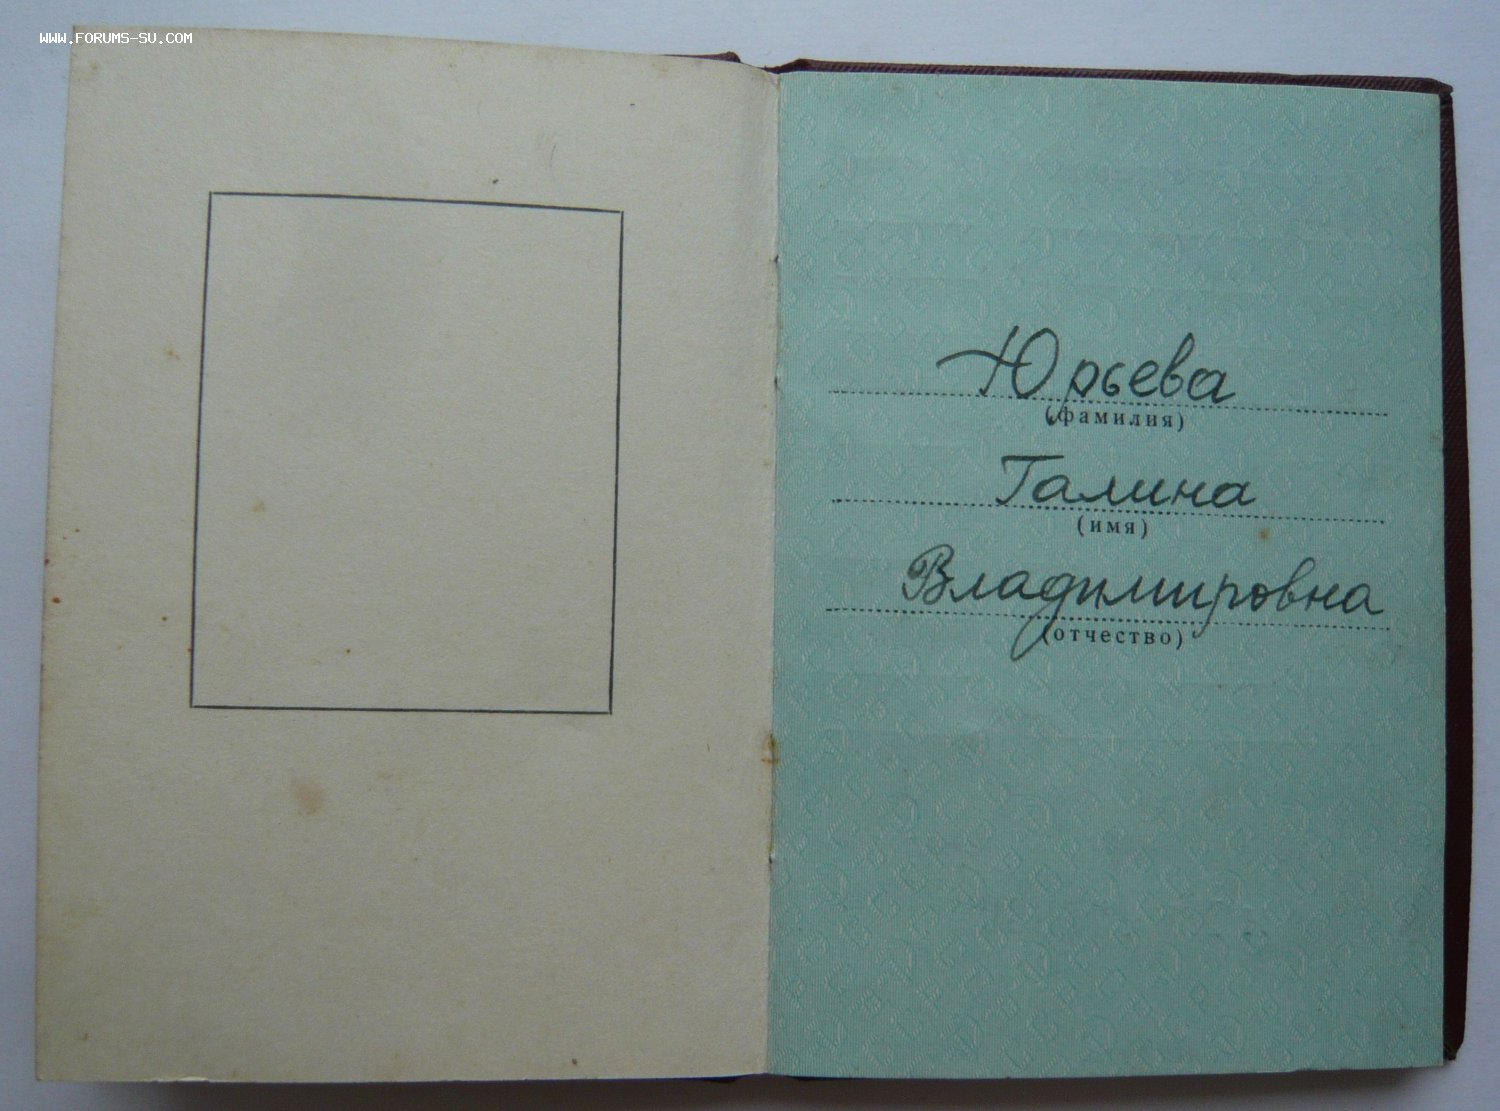 WWW.FORUMS-SU.COM
Юрьева
(фамилия)
Галина
(имя)
Владимировна
(отчество)